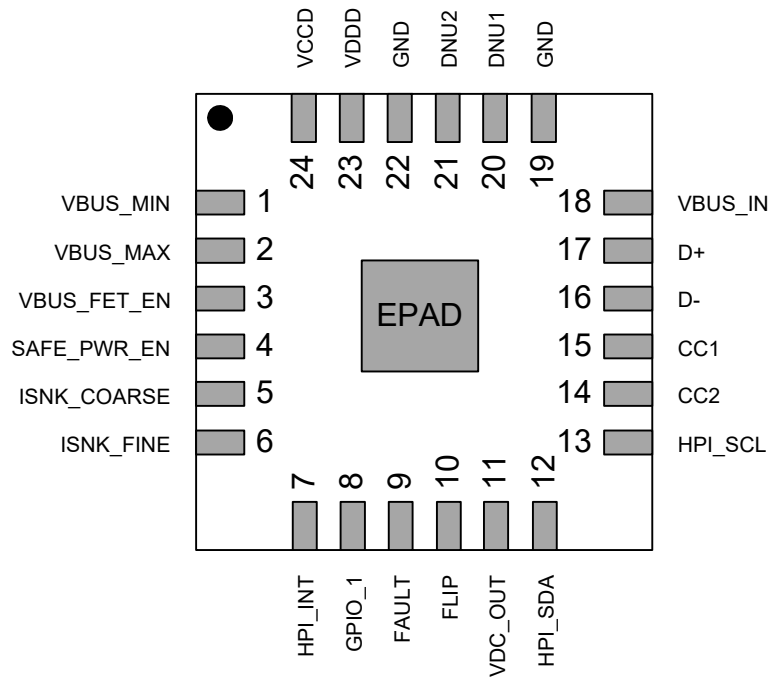 VCCD
VDDD
GND
DNU2
DNU1
GND
24
23
22
21
20
19
VBUS_MIN 1
VBUS_MAX 2
VBUS_FET_EN 3
SAFE_PWR_EN 4
ISNK_COARSE 5
ISNK_FINE 6
EPAD
18 VBUS_IN
17 D+
16 D-
15 CC1
14 CC2
13 HPI_SCL
7
8
9
10
11
12
HPI_INT
GPIO_1
FAULT
FLIP
VDC_OUT
HPI_SDA